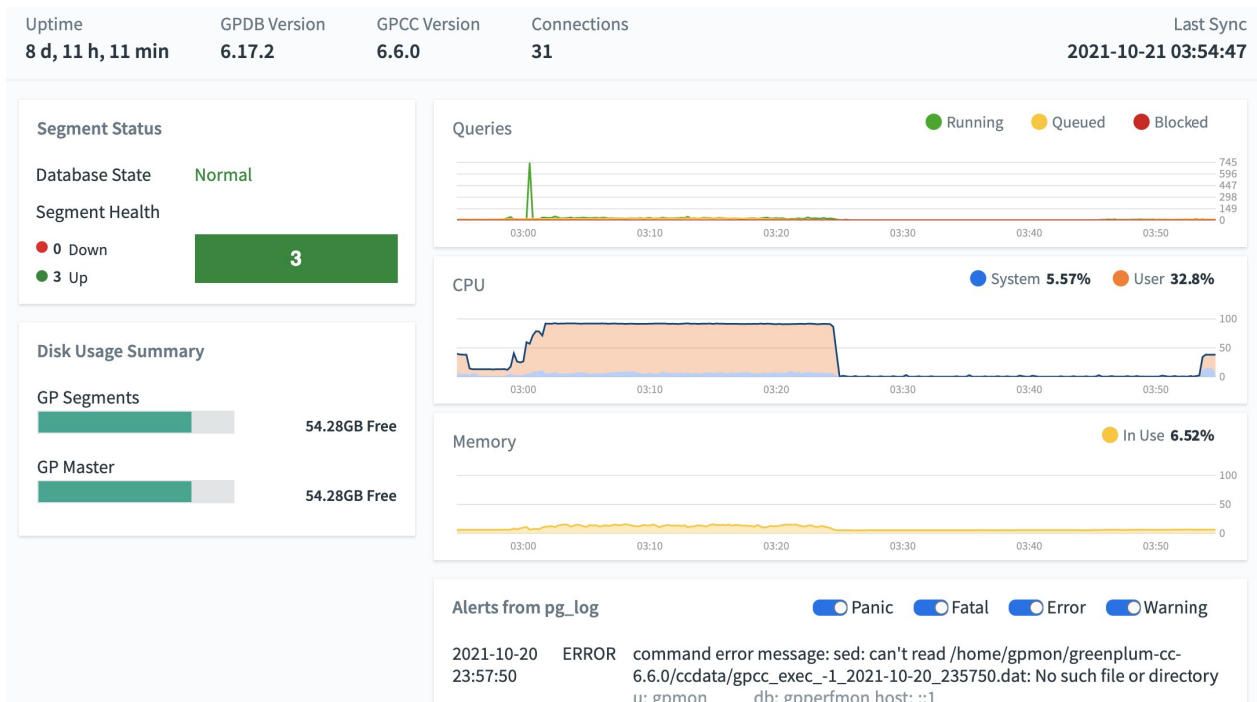 Uptime GPDB Version GPCC Version Connections Last Sync
8 d, 11 h, 11 min 6.17.2 6.6.0 31 2021-10-21 03:54:47
Segment Status
Database State Normal
Segment Health
0 Down
3 Up
3
Disk Usage Summary
GP Segments
54.28GB Free
GP Master
54.28GB Free
Queries Running Queued Blocked
745
596
447
298
149
0
03:00 03:10 03:20 03:30 03:40 03:50
CPU System 5.57% User 32.8%
100
50
0
03:00 03:10 03:20 03:30 03:40 03:50
Memory In Use 6.52%
100
50
0
03:00 03:10 03:20 03:30 03:40 03:50
Alerts from pg_log Panic Fatal Error Warning
2021-10-20 ERROR command error message: sed: can't read /home/gpmon/greenplum-cc-
23:57:50 6.6.0/ccdata/gpcc_exec_-1_2021-10-20_235750.dat: No such file or directory
u: gpmon db: gpperfmon host: ::1